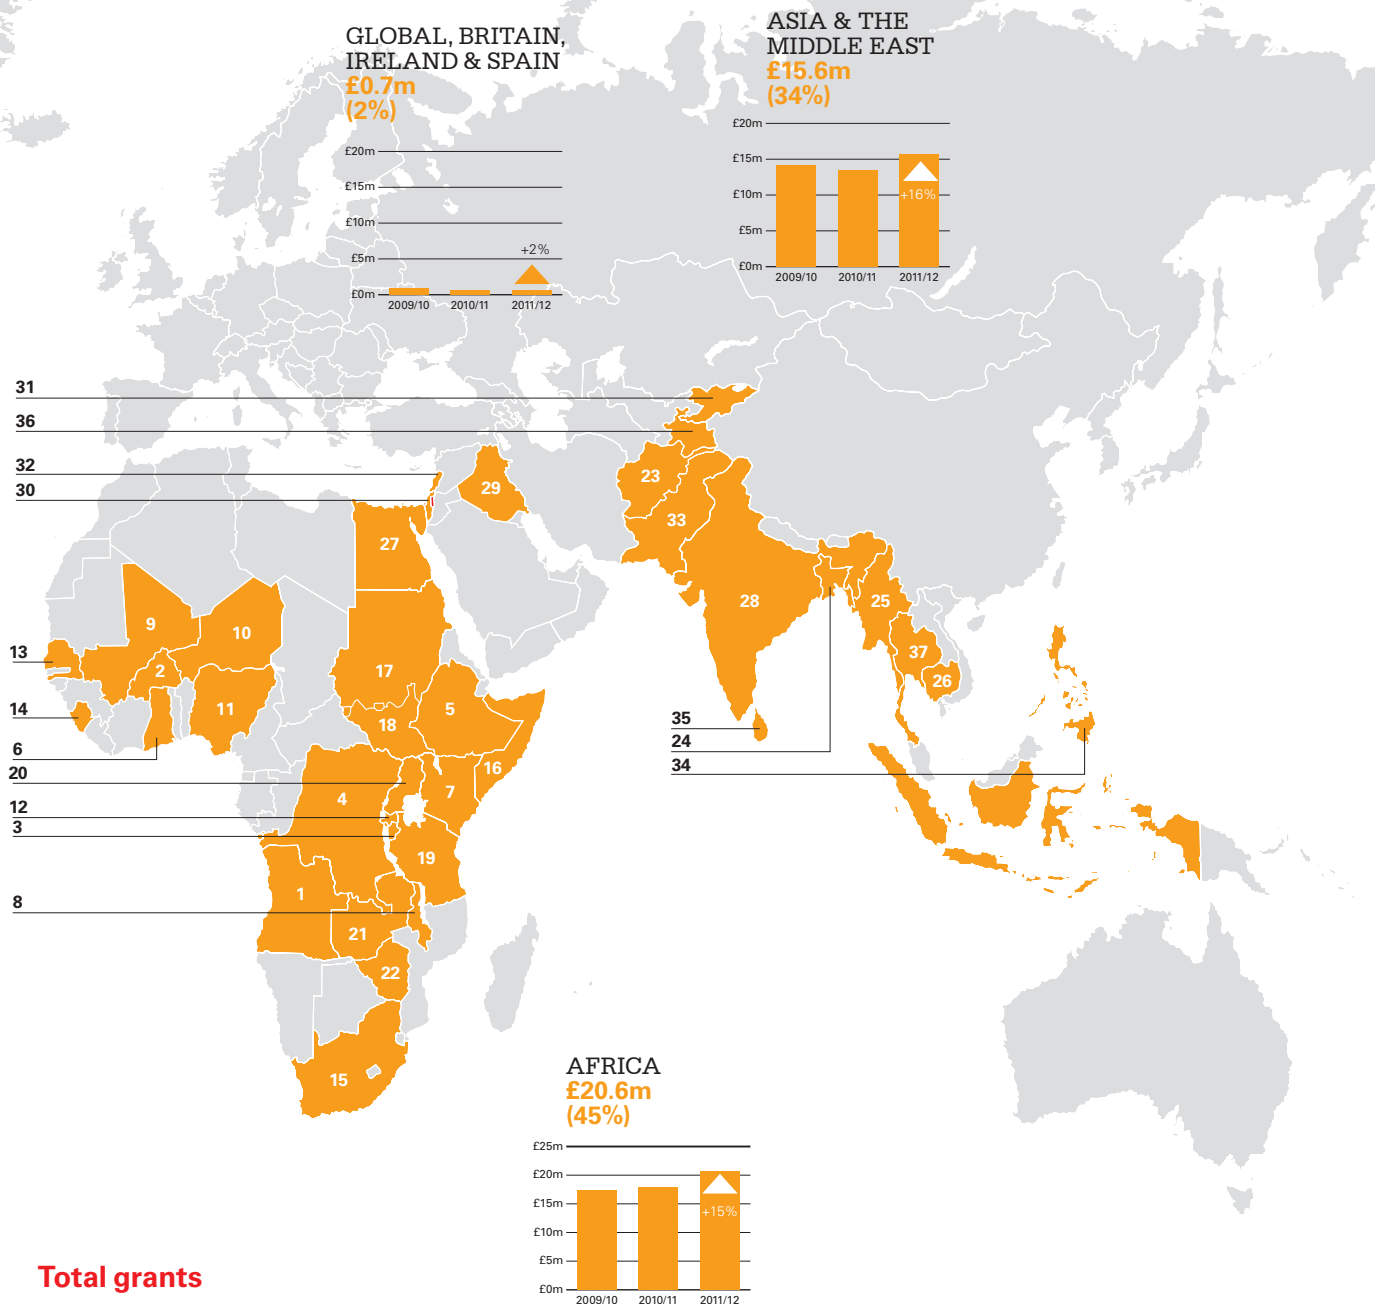 GLOBAL, BRITAIN,
IRELAND & SPAIN
£0.7m
(2%)
£20m
£15m
£10m
£5m
£0m
+2%
2009/10 2010/11 2011/12
ASIA & THE
MIDDLE EAST
£15.6m
(34%)
£20m
£15m
£10m
£5m
£0m
+16%
2009/10 2010/11 2011/12
31
36
32
30
13
14
6
20
12
3
8
23
29
33
27
28
25
9
10
2
17
37
26
11
18
5
16
4
7
19
1
21
22
15
35
24
34
AFRICA
£20.6m
(45%)
£25m
£20m
£15m
£10m
£5m
£0m
+15%
2009/10 2010/11 2011/12
Total grants